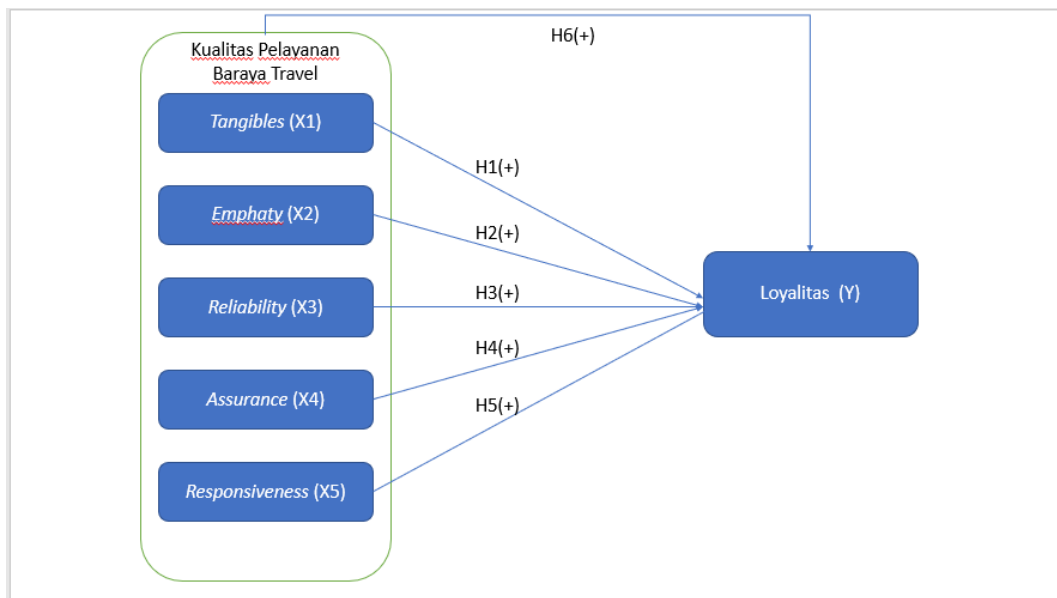 H6(+)
Kualitas Pelayanan
Baraya Travel
Tangibles (X1)
H1(+)
Emphaty (X2)
H2(+)
Reliability (X3)
H3(+)
Loyalitas (Y)
Assurance (X4)
H4(+)
H5(+)
Responsiveness (X5)